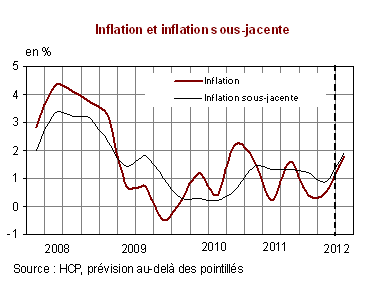 Inflation et inflation sous-jacente
en %
5
4
3
2
1
0
-1
Inflation
Inflation sous-jacente
2008
2009
2010
2011
2012
Source : HCP, prévision au-delà des pointillés